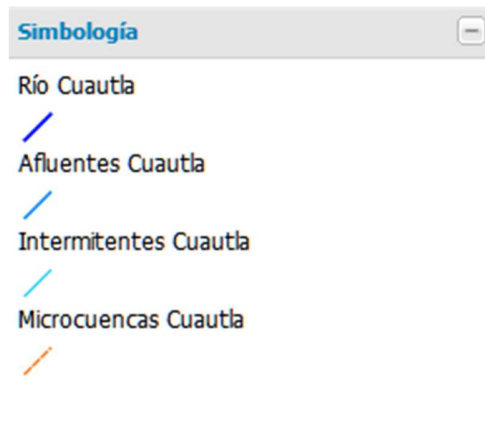 Simbología
Río Cuautla
Afluentes Cuautla
Intermitentes Cuautla
Microcuencas Cuautla